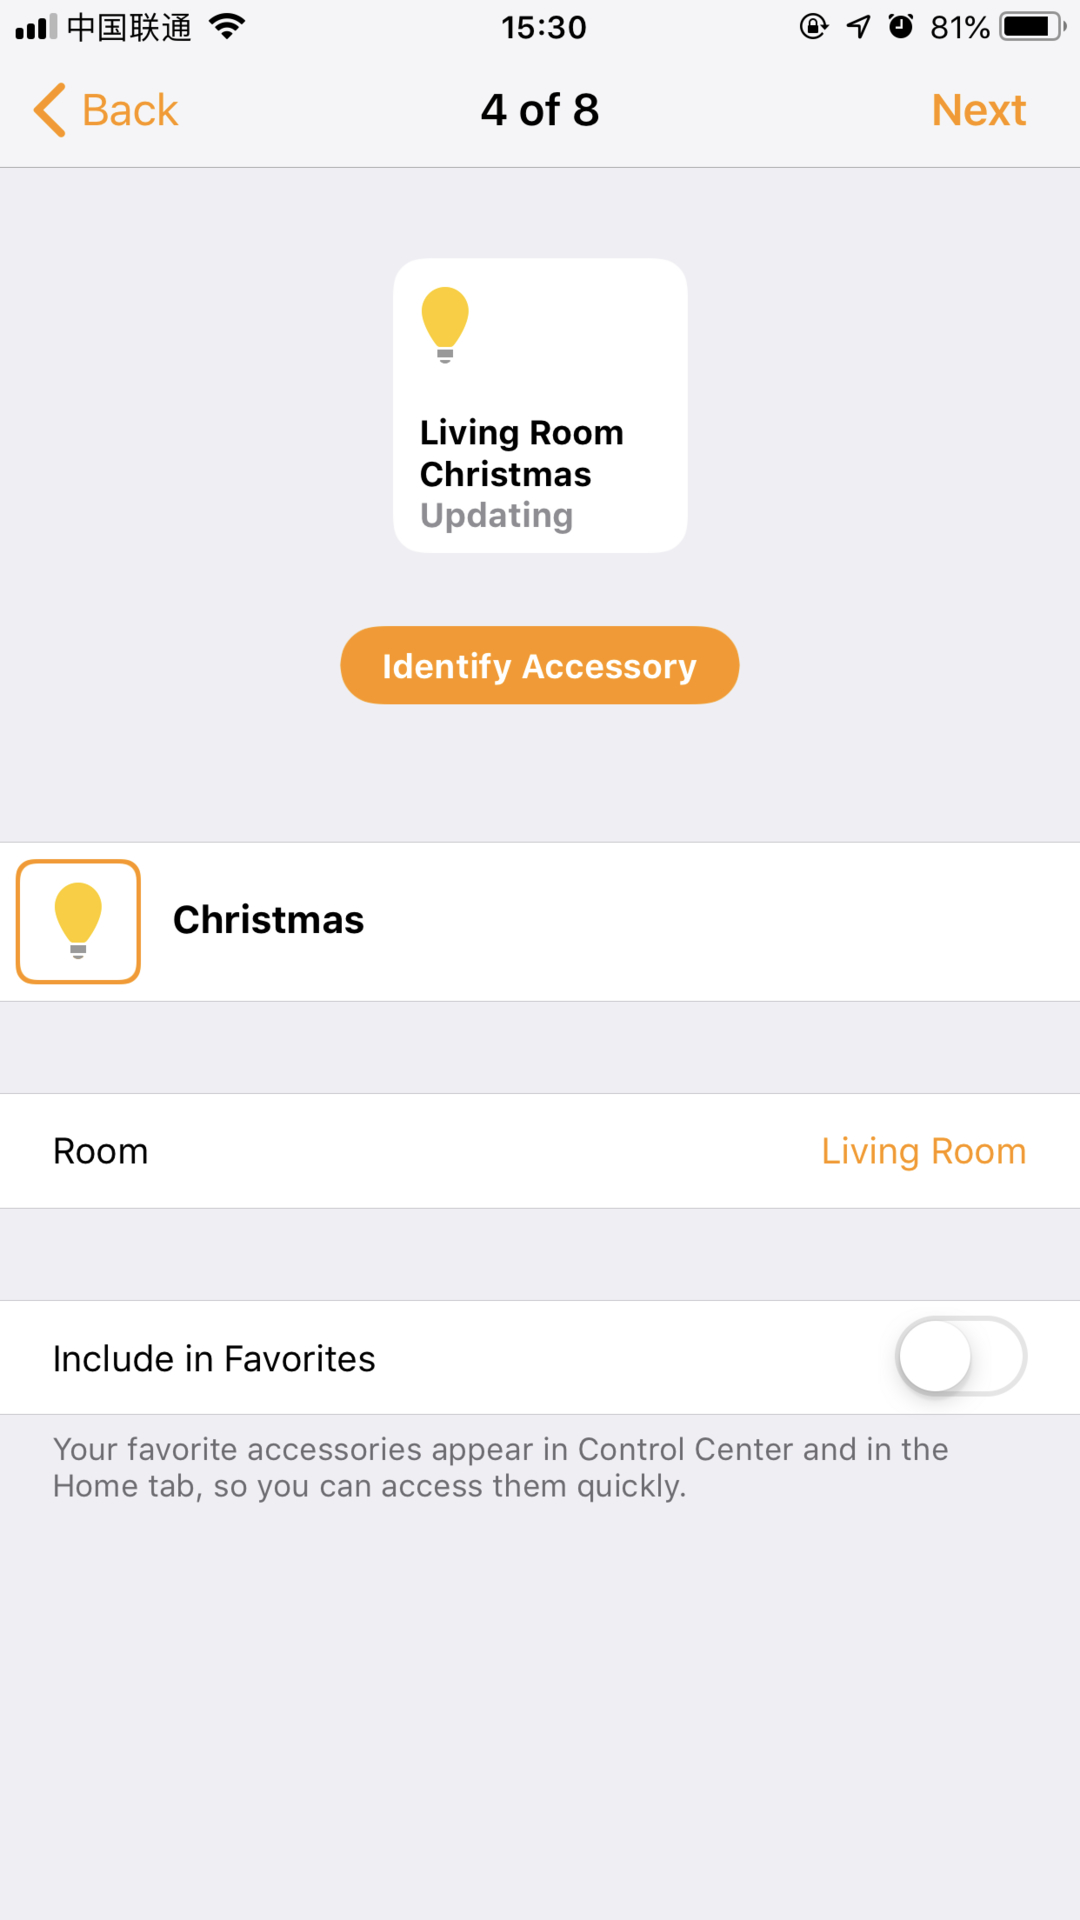 中国联通
15:30
81%
Back
4 of 8
Next
Living Room
Christmas
Updating
Identify Accessory
Christmas
Room
Living Room
Include in Favorites
Your favorite accessories appear in Control Center and in the
Home tab, so you can access them quickly.